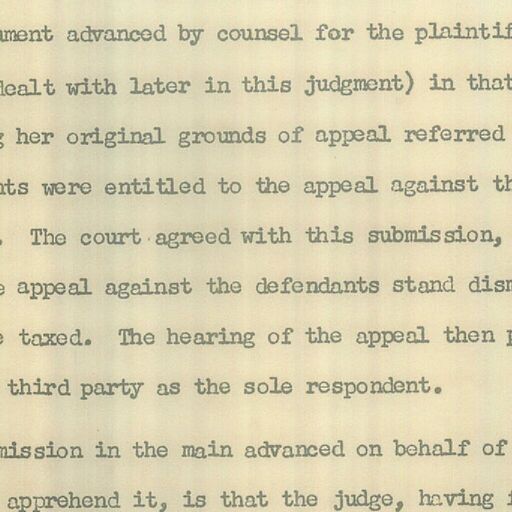 ument advanced by counsel for the plaintif
dealt with later in this judgment) in that
g her original grounds of appeal referred
nts were entitled to the appeal against th
. The court agreed with this submission,
e appeal against the defendants stand dism
e taxed. The hearing of the appeal then p
third party as the sole respondent.
mission in the main advanced on behalf of
apprehend it, is that the judge, having f